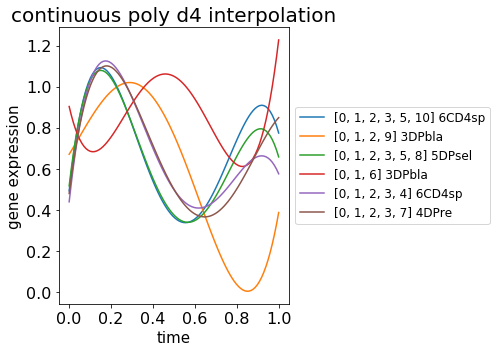 continuous poly d4 interpolation
gene expression
1.2
1.0
0.8
0.6
0.4
0.2
0.0
0.0 0.2 0.4 0.6 0.8 1.0
time
[0, 1, 2, 3, 5, 10] 6CD4sp
[0, 1, 2, 9] 3DPbla
[0, 1, 2, 3, 5, 8] 5DPsel
[0, 1, 6] 3DPbla
[0, 1, 2, 3, 4] 6CD4sp
[0, 1, 2, 3, 7] 4DPre